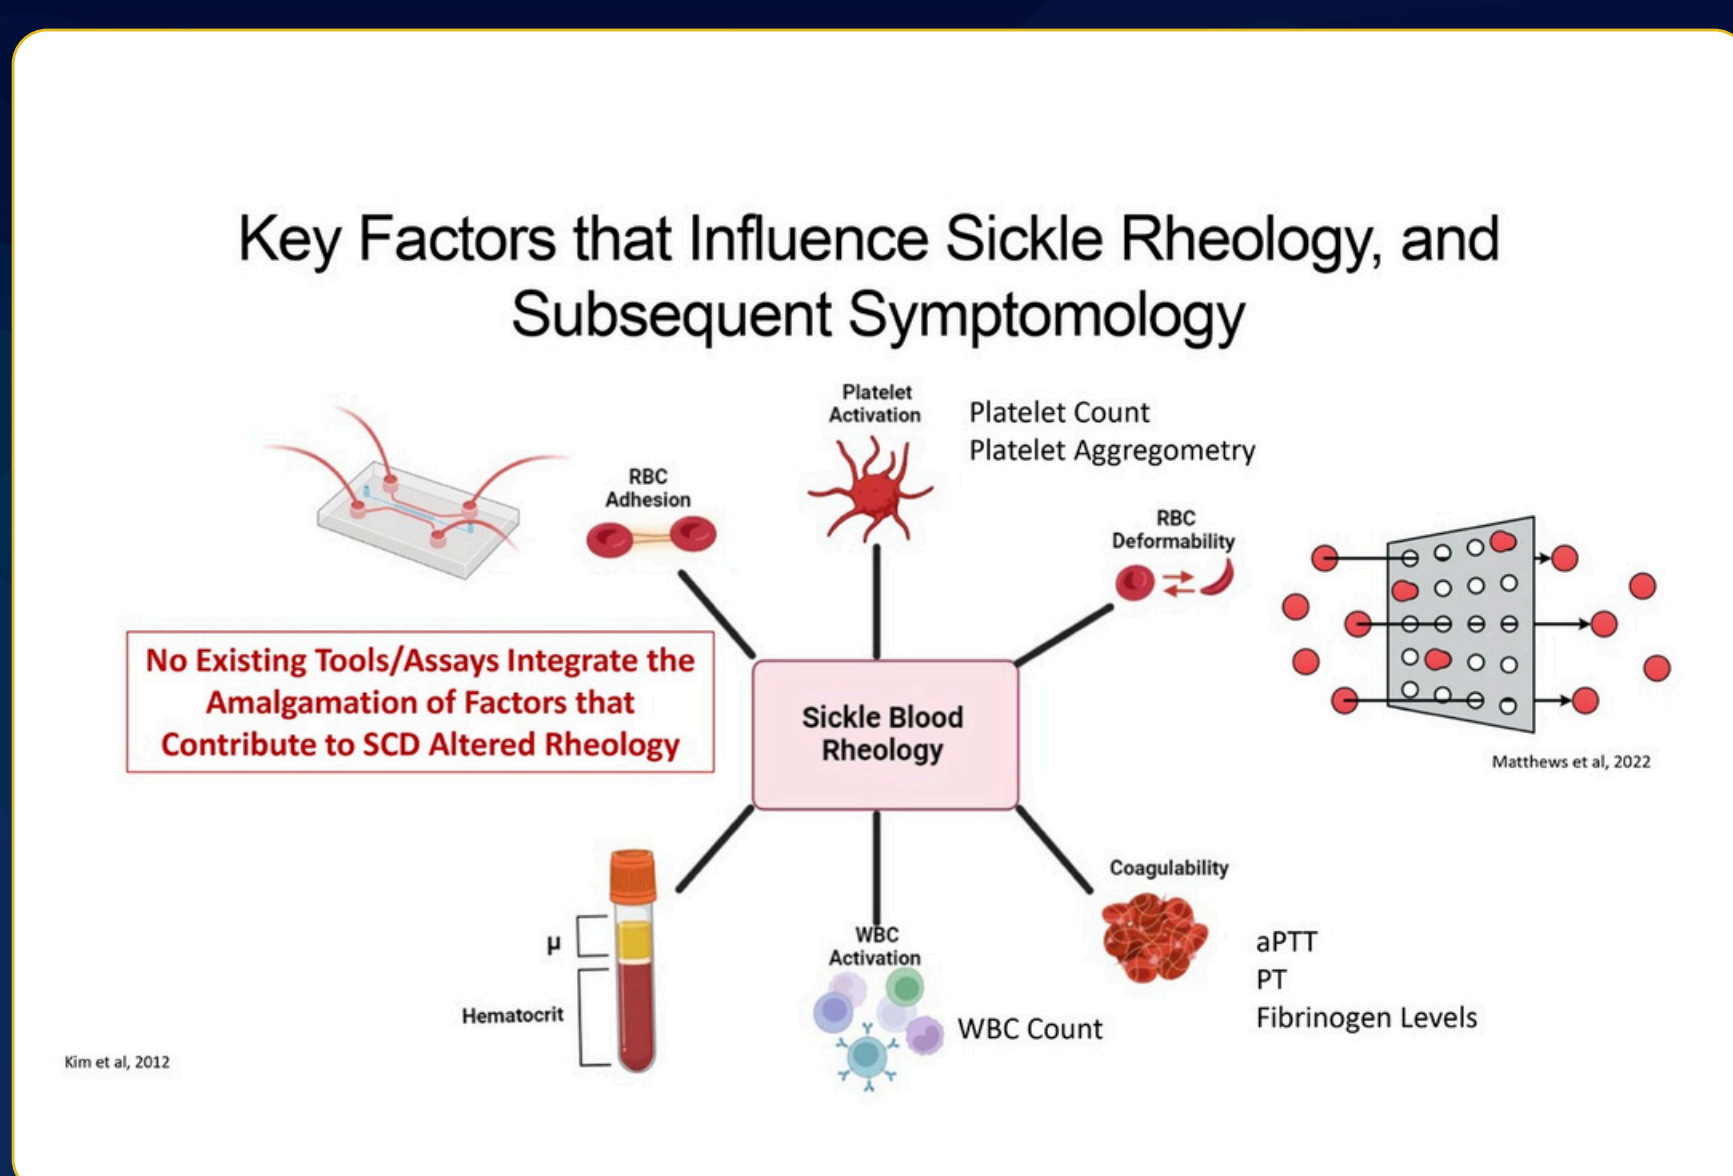 Key Factors that Influence Sickle Rheology, and
Subsequent Symptomology
Platelet
Activation
Platelet Count
Platelet Aggregometry
RBC
Adhesion
RBC
Deformability
No Existing Tools/Assays Integrate the
Amalgamation of Factors that
Contribute to SCD Altered Rheology
Sickle Blood
Rheology
Matthews et al, 2022
μ
Hematocrit
WBC
Activation
WBC Count
Coagulability
aPTT
PT
Fibrinogen Levels
Kim et al, 2012